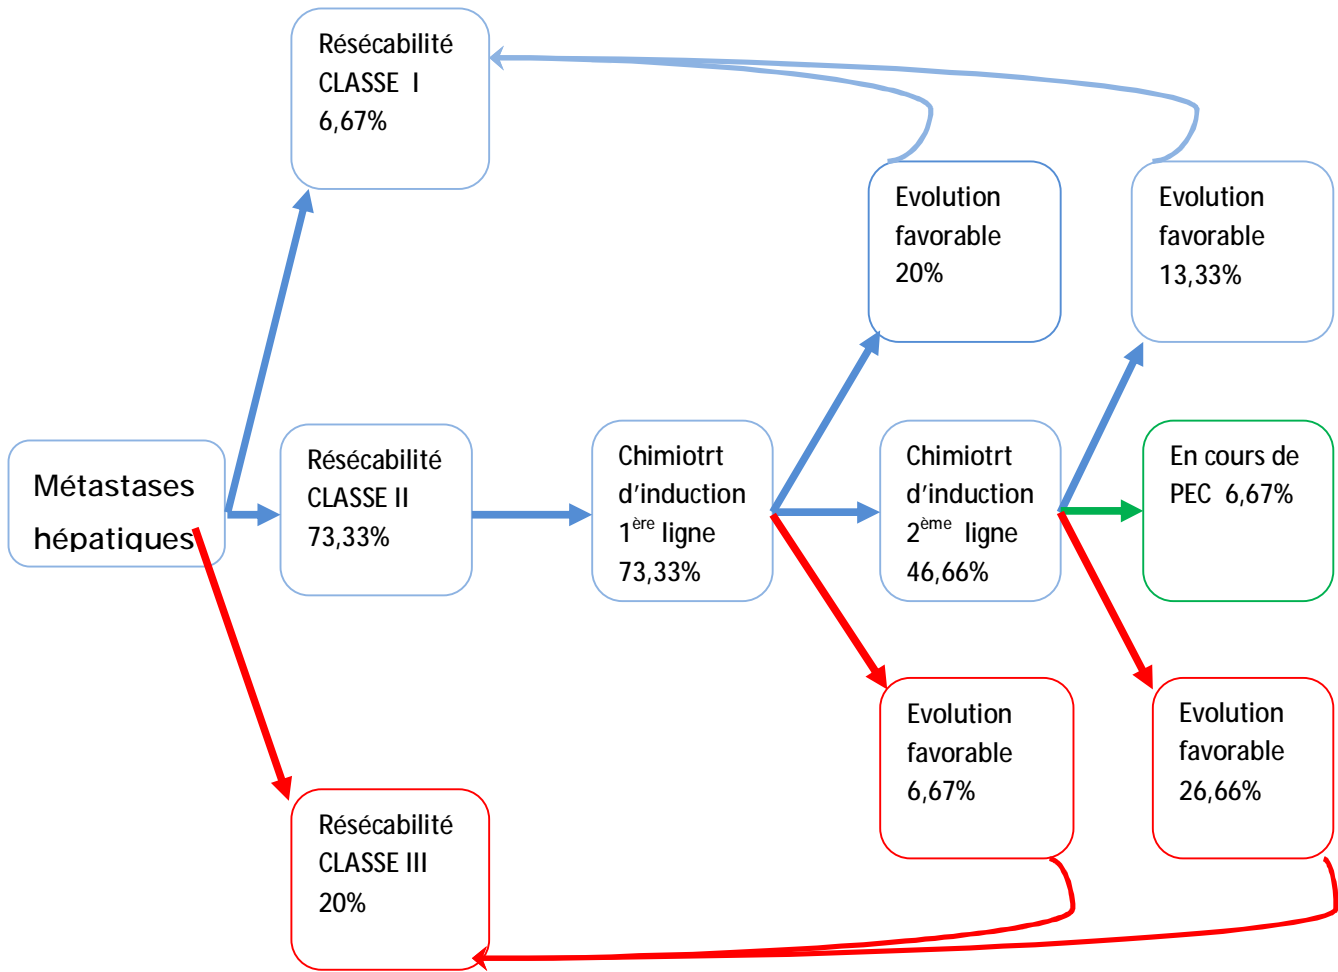 Résécabilité
CLASSE I
6,67%
Evolution
favorable
20%
Evolution
favorable
13,33%
Métastases
hépatiques
Résécabilité
CLASSE II
73,33%
Chimiotrt
d’induction
1ère ligne
73,33%
Chimiotrt
d’induction
2ème ligne
46,66%
En cours de
PEC 6,67%
Evolution
favorable
6,67%
Evolution
favorable
26,66%
Résécabilité
CLASSE III
20%